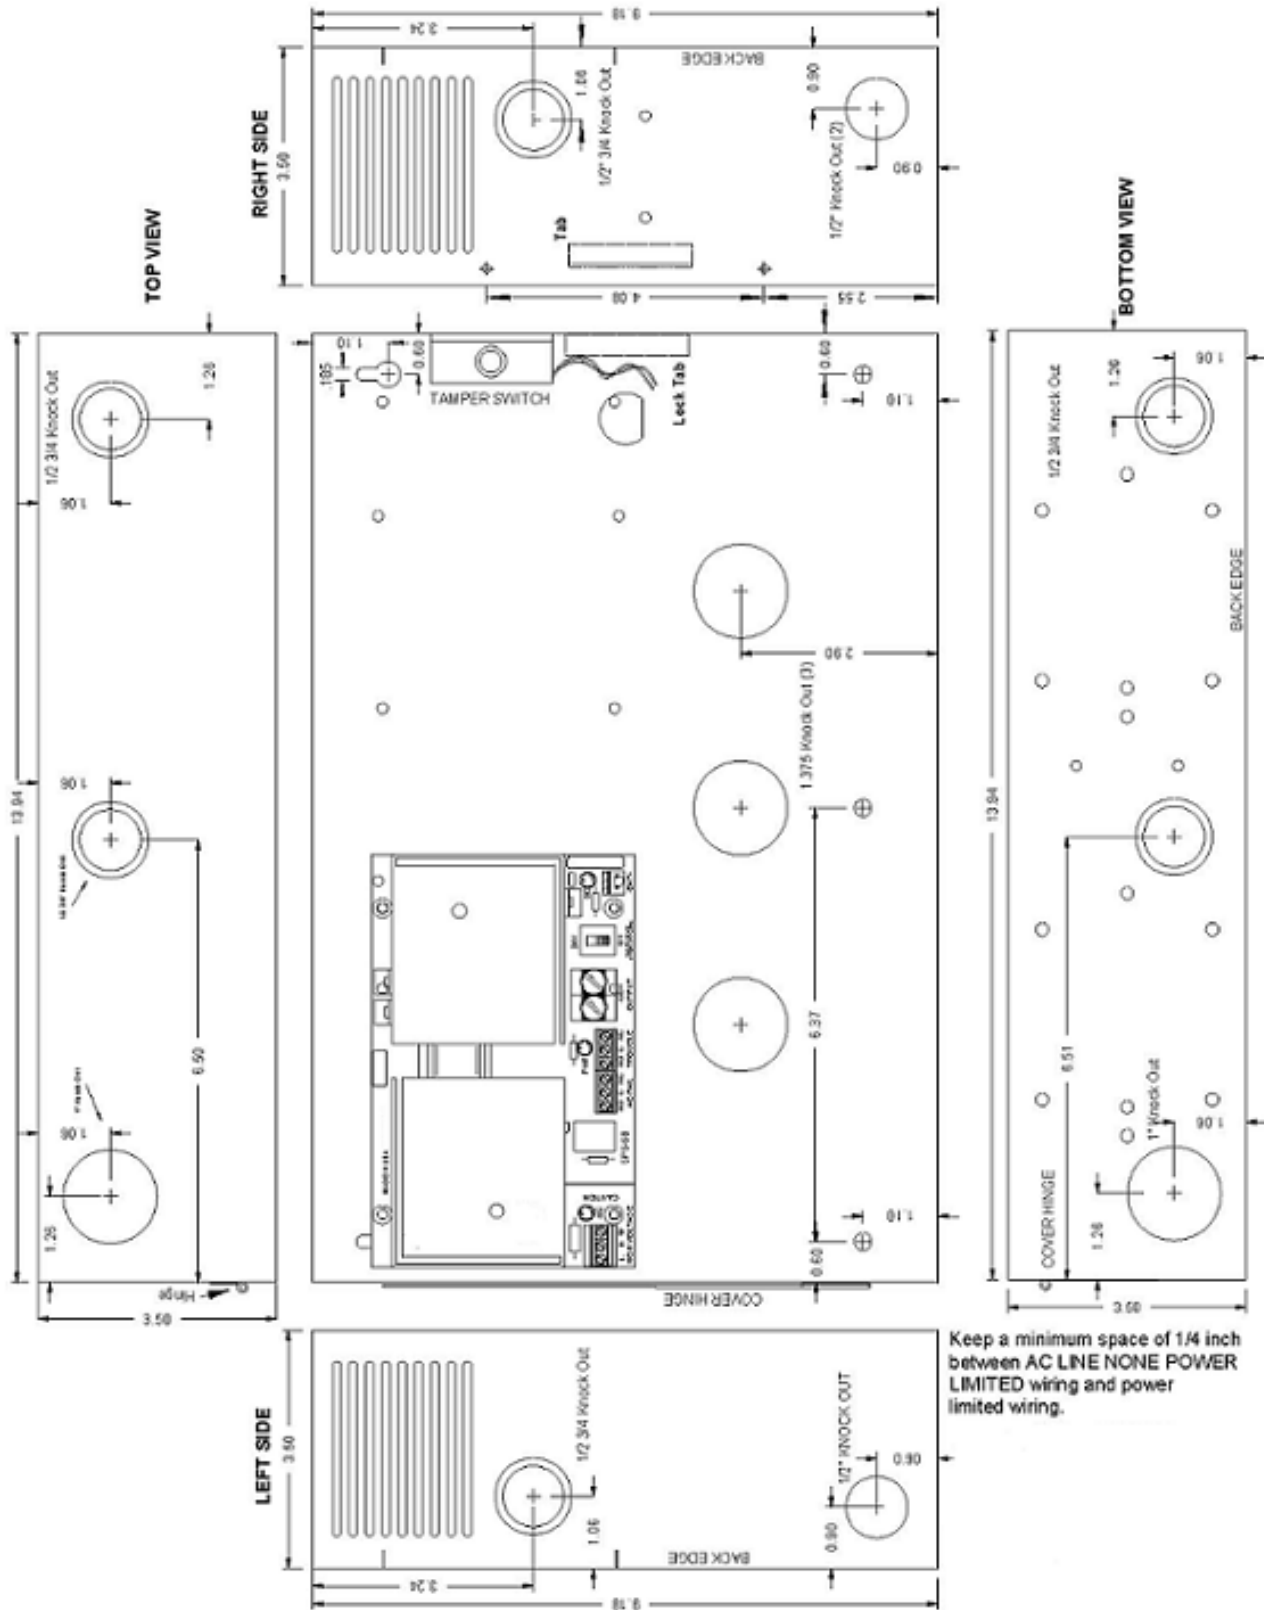 9.18
3.24
RIGHT SIDE
3.50
BACK EDGE
1.06
1/2" 3/4 Knock Out
0.90
1/2" Knock Out (2)
0.90
Tab
4.08
2.55
TOP VIEW
1/2 3/4 Knock Out
1.26
1.06
1.06
13.94
6.50
1.06
1.26
Hinge
3.50
1.10
.185
0.60
TAMPER SWITCH
Lock Tab
0.60
1.10
2.90
1.375 Knock Out (3)
6.37
1.10
0.60
COVER HINGE
BOTTOM VIEW
1.06
1.26
1/2 3/4 Knock Out
BACK EDGE
13.94
6.51
1" Knock Out
1.06
COVER HINGE
1.26
3.50
Keep a minimum space of 1/4 inch
between AC LINE NONE POWER
LIMITED wiring and power
limited wiring.
LEFT SIDE
3.50
1/2 3/4 Knock Out
1.06
1/2" KNOCK OUT
0.90
0.90
BACK EDGE
3.24
9.18